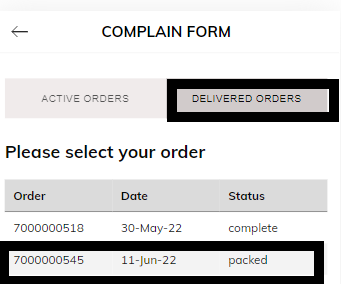 COMPLAIN FORM
ACTIVE ORDERS DELIVERED ORDERS
Please select your order
Order Date Status
7000000518 30-May-22 complete
7000000545 11-Jun-22 packed